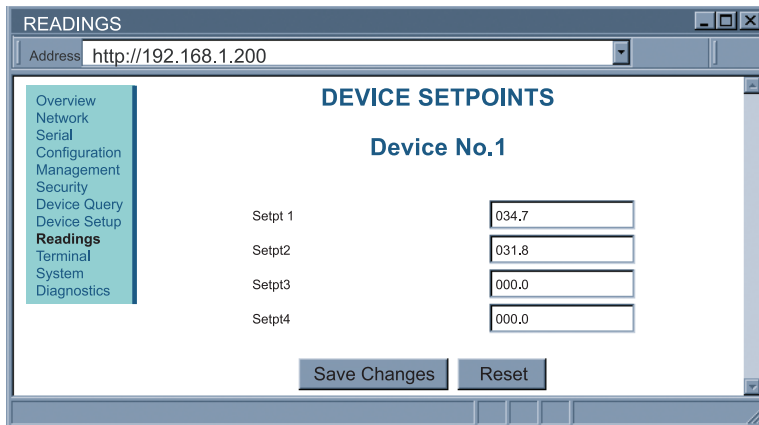 READINGS
Address http://192.168.1.200
DEVICE SETPOINTS
Device No.1
Overview
Network
Serial
Configuration
Management
Security
Device Query
Device Setup
Readings
Terminal
System
Diagnostics
Setpt 1 034.7
Setpt2 031.8
Setpt3 000.0
Setpt4 000.0
Save Changes Reset